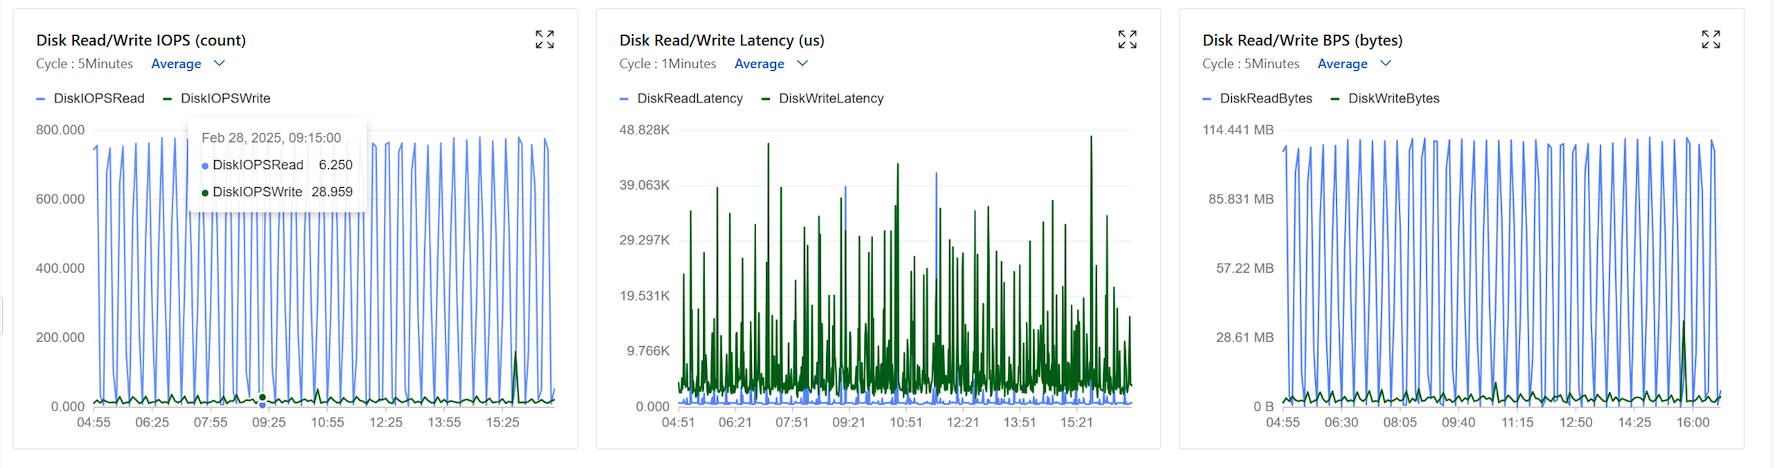 Disk Read/Write IOPS (count)
Cycle : 5Minutes Average
DiskIOPSRead DiskIOPSWrite
800.000
600.000
400.000
200.000
0.000
Feb 28, 2025, 09:15:00
DiskIOPSRead 6.250
DiskIOPSWrite 28.959
04:55 06:25 07:55 09:25 10:55 12:25 13:55 15:25
Disk Read/Write Latency (us)
Cycle : 1Minutes Average
DiskReadLatency DiskWriteLatency
48.828K
39.063K
29.297K
19.531K
9.766K
0.000
04:51 06:21 07:51 09:21 10:51 12:21 13:51 15:21
Disk Read/Write BPS (bytes)
Cycle : 5Minutes Average
DiskReadBytes DiskWriteBytes
114.441 MB
85.831 MB
57.22 MB
28.61 MB
0 B
04:55 06:30 08:05 09:40 11:15 12:50 14:25 16:00